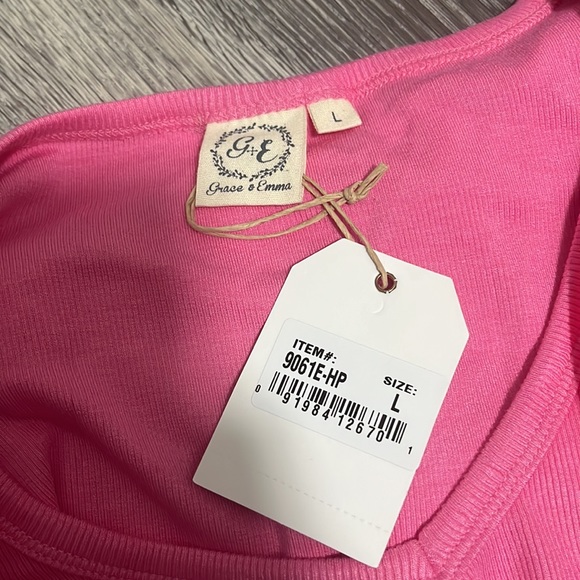 G+E
Grace & Emma
L
ITEM#:
9061E-HP
SIZE:
L
0 91984 12670 1